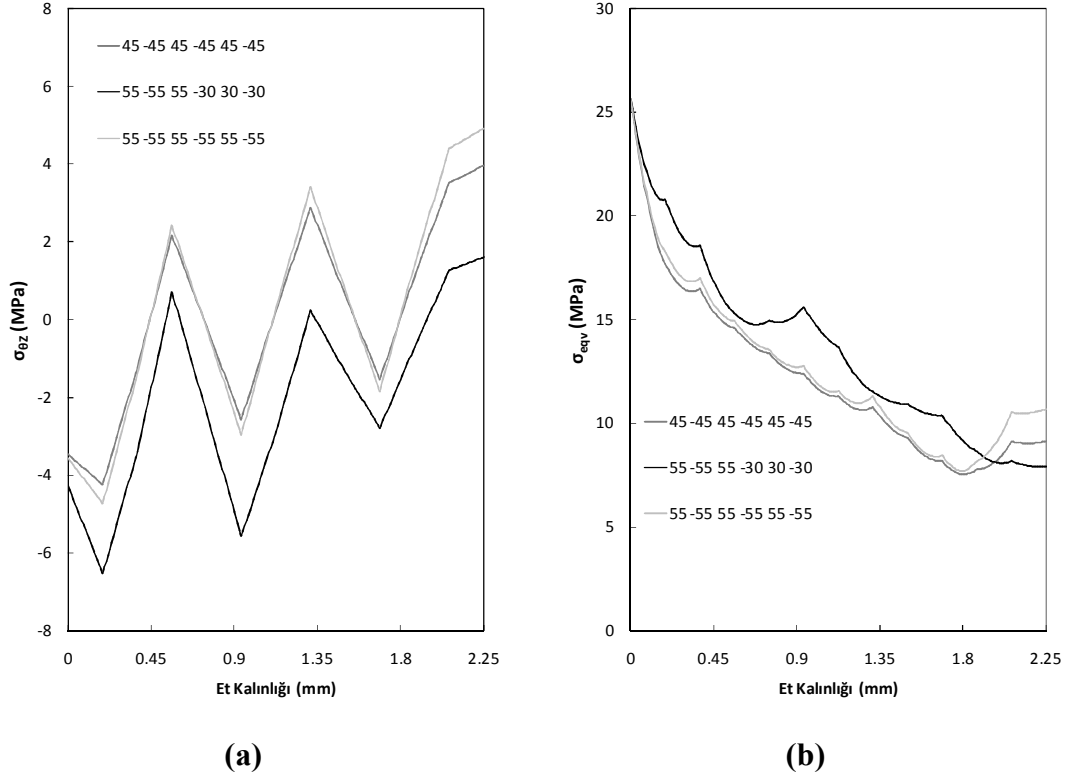 8
6
4
2
0
-2
-4
-6
-8
σθZ (MPa)
45 -45 45 -45 45 -45
55 -55 55 -30 30 -30
55 -55 55 -55 55 -55
0 0.45 0.9 1.35 1.8 2.25
Et Kalınlığı (mm)
(a)
30
25
20
15
10
5
0
σeqv (MPa)
45 -45 45 -45 45 -45
55 -55 55 -30 30 -30
55 -55 55 -55 55 -55
0 0.45 0.9 1.35 1.8 2.25
Et Kalınlığı (mm)
(b)